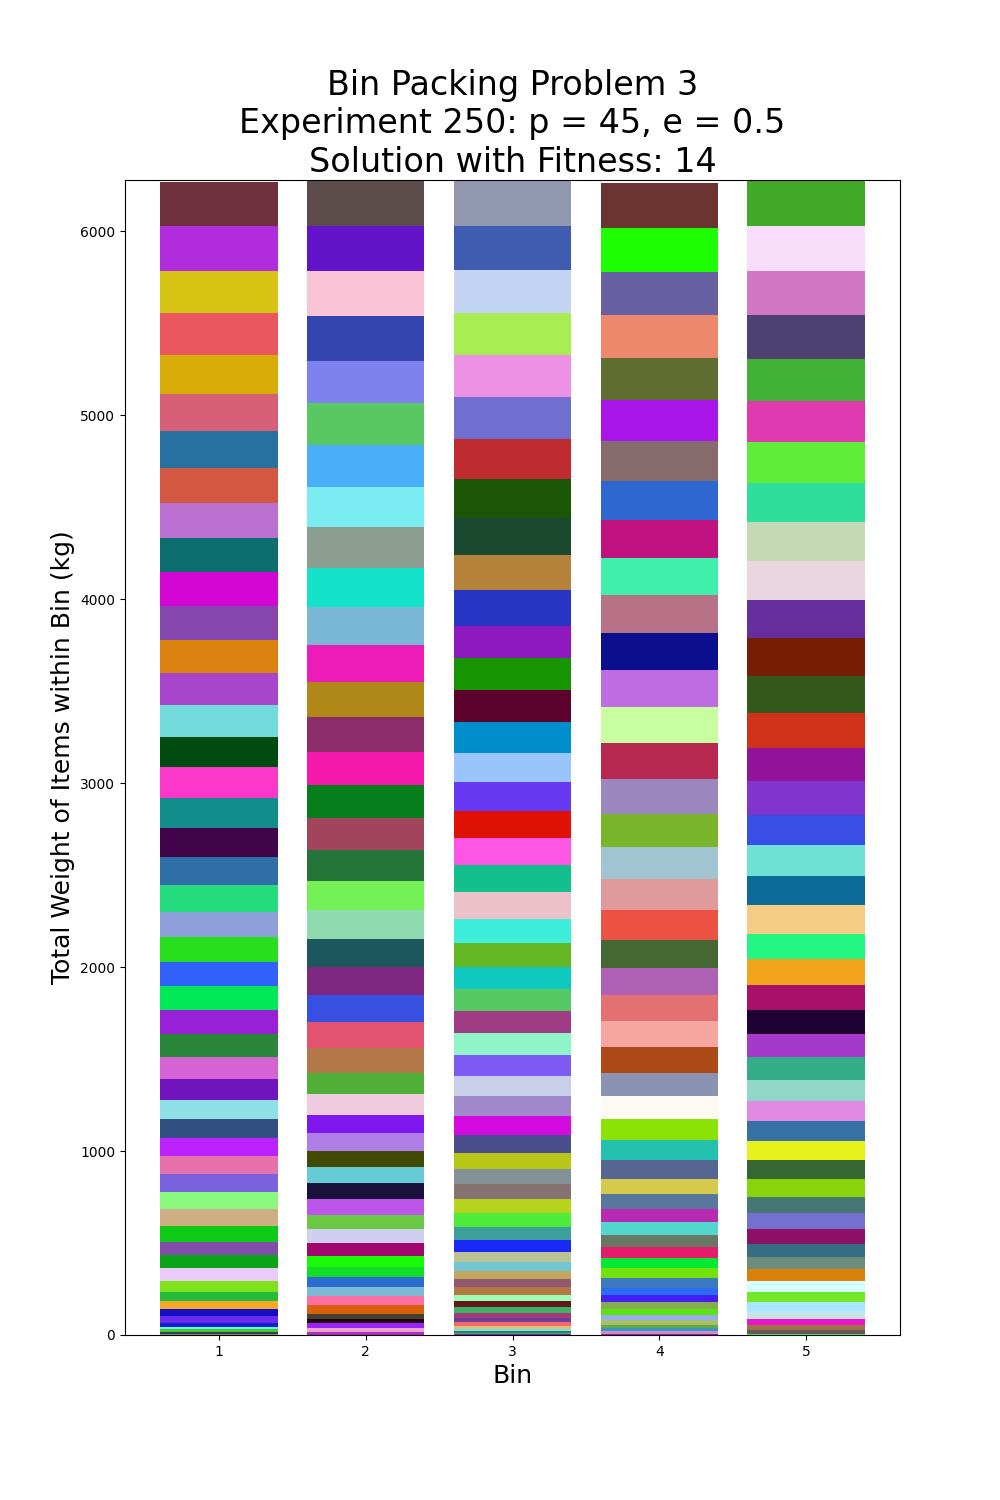 Bin Packing Problem 3
Experiment 250: p = 45, e = 0.5
Solution with Fitness: 14
Total Weight of Items within Bin (kg)
6000
5000
4000
3000
2000
1000
0
1 2 3 4 5
Bin